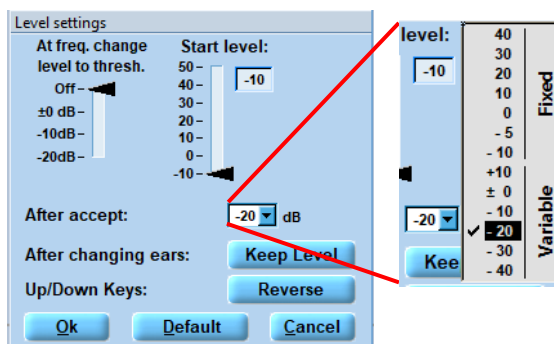 Level settings
At freq. change
level to thresh.
Off
±0 dB
-10dB
-20dB
Start level:
50
40
30
20
10
0
-10
-10
After accept:
-20 dB
After changing ears:
Keep Level
Up/Down Keys:
Reverse
Ok
Default
Cancel
level:
-10
-20
Kee
40
30
20
10
0
- 5
- 10
Fixed
+10
± 0
- 10
✓ - 20
- 30
- 40
Variable